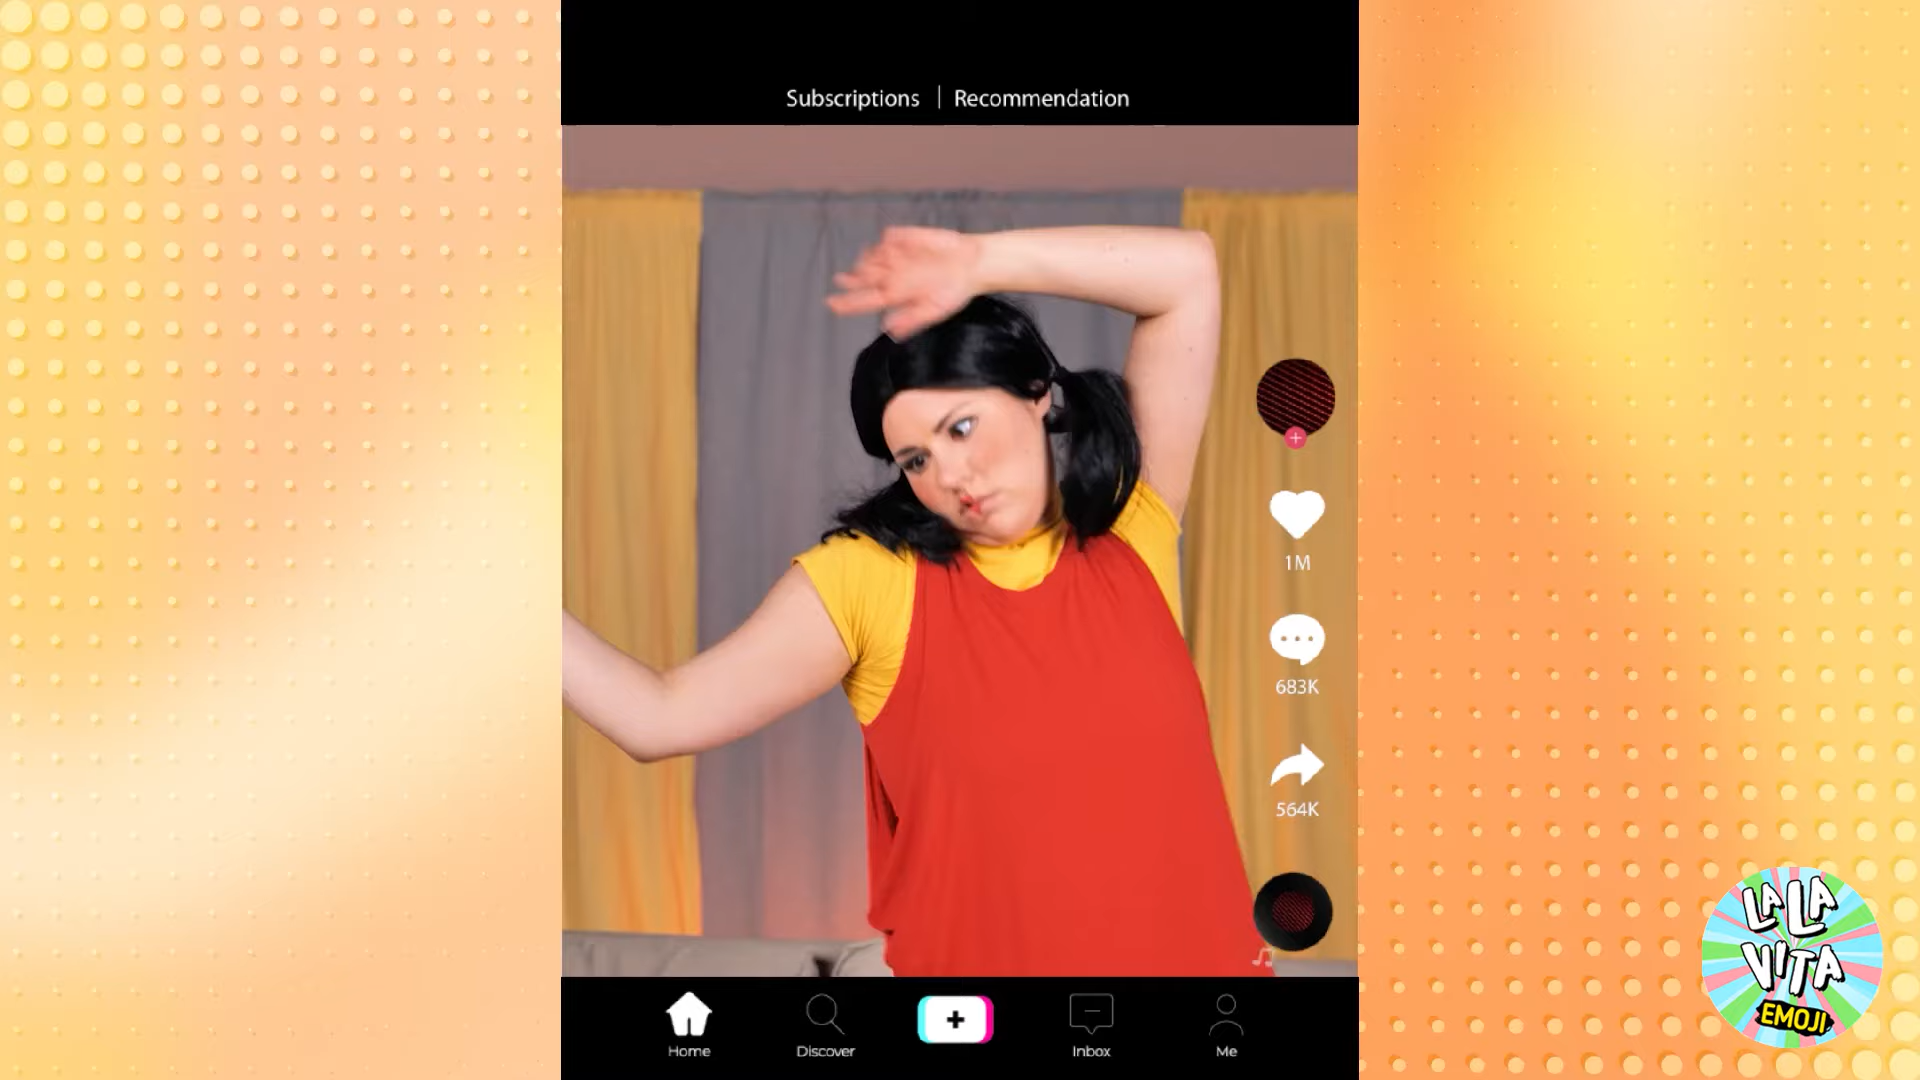 Subscriptions | Recommendation
1M
683K
564K
Home
Discover
Inbox
Me
LA LA
VITA
EMOJI